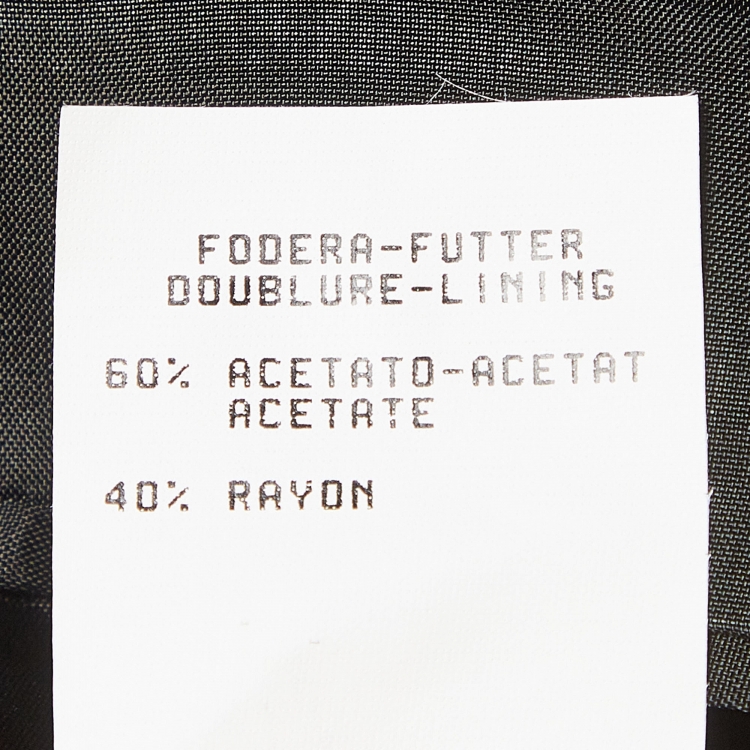 FODERA-FUTTER
DOUBLURE-LINING
60% ACETATO-ACETAT
ACETATE
40% RAYON